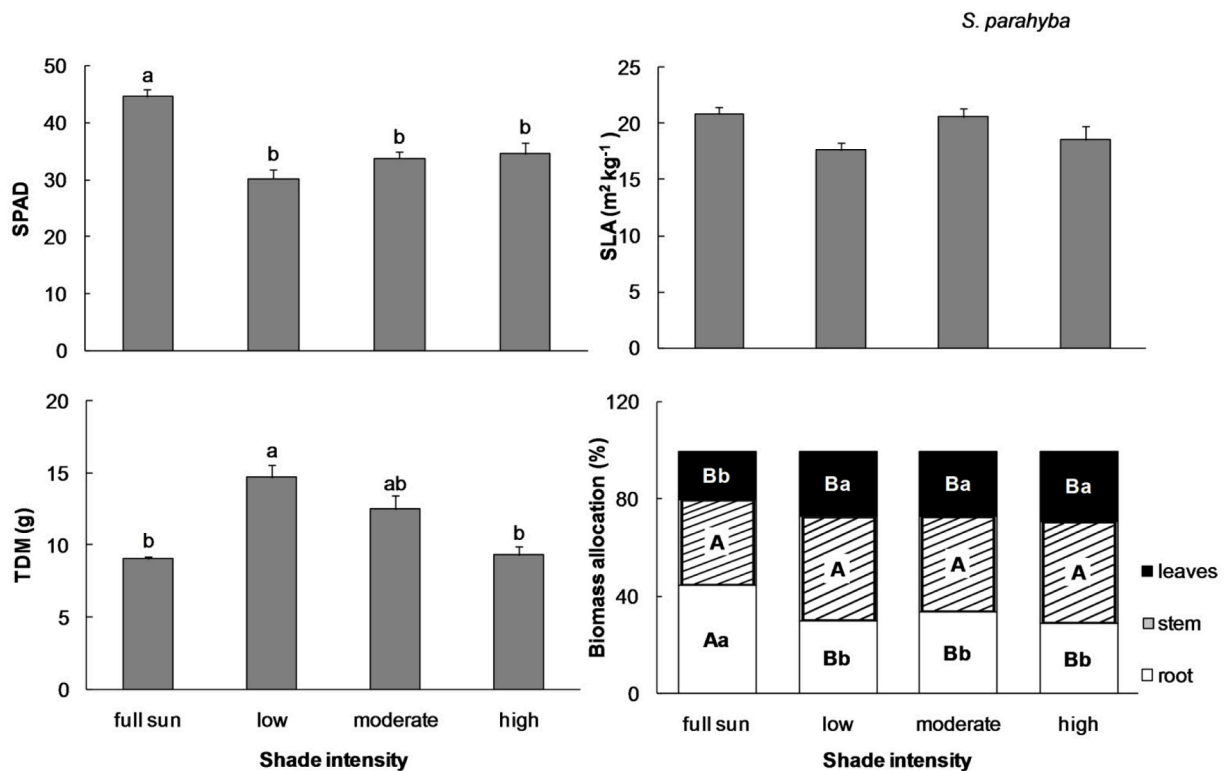 S. parahyba
50
40
30
20
10
0
SPAD
a
b
b
b
25
20
15
10
5
0
SLA (m² kg⁻¹)
20
15
10
5
0
TDM (g)
b
a
ab
b
full sun low moderate high
Shade intensity
120
80
40
0
Biomass allocation (%)
Bb Ba Ba Ba
A A A A
Aa Bb Bb Bb
leaves
stem
root
full sun low moderate high
Shade intensity